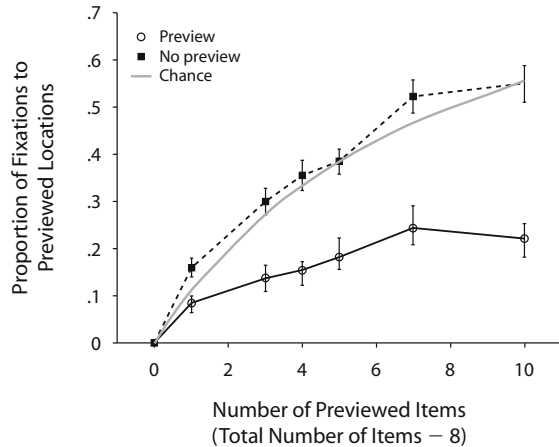 .7
.6
.5
.4
.3
.2
.1
0
Preview
No preview
Chance
Proportion of Fixations to
Previewed Locations
0 2 4 6 8 10
Number of Previewed Items
(Total Number of Items − 8)